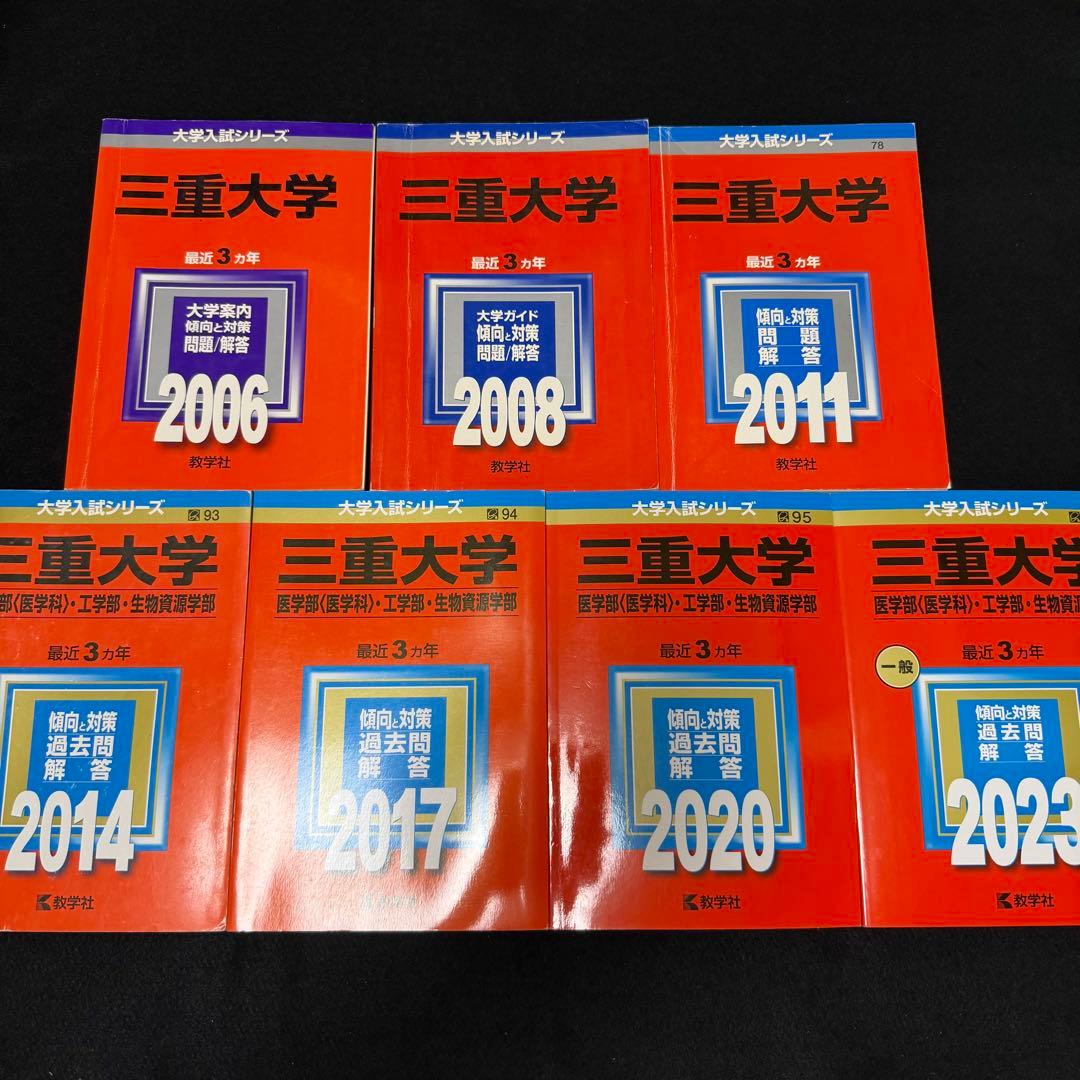 大学入試シリーズ
三重大学
最近3ヵ年
大学案内
傾向と対策
問題/解答
2006
教学社
大学入試シリーズ
三重大学
最近3ヵ年
大学ガイド
傾向と対策
問題/解答
2008
教学社
大学入試シリーズ
78
三重大学
最近3ヵ年
傾向と対策
問題
解答
2011
教学社
大学入試シリーズ
93
三重大学
部〈医学科〉・工学部・生物資源学部
最近3ヵ年
傾向と対策
過去問
解答
2014
教学社
大学入試シリーズ
94
三重大学
医学部〈医学科〉・工学部・生物資源学部
最近3ヵ年
傾向と対策
過去問
解答
2017
教学社
大学入試シリーズ
95
三重大学
医学部〈医学科〉・工学部・生物資源学部
最近3ヵ年
傾向と対策
過去問
解答
2020
教学社
大学入試シリーズ
三重大学
医学部〈医学科〉・工学部・生物資源
最近3ヵ年
一般
傾向と対策
過去問
解答
2023
教学社